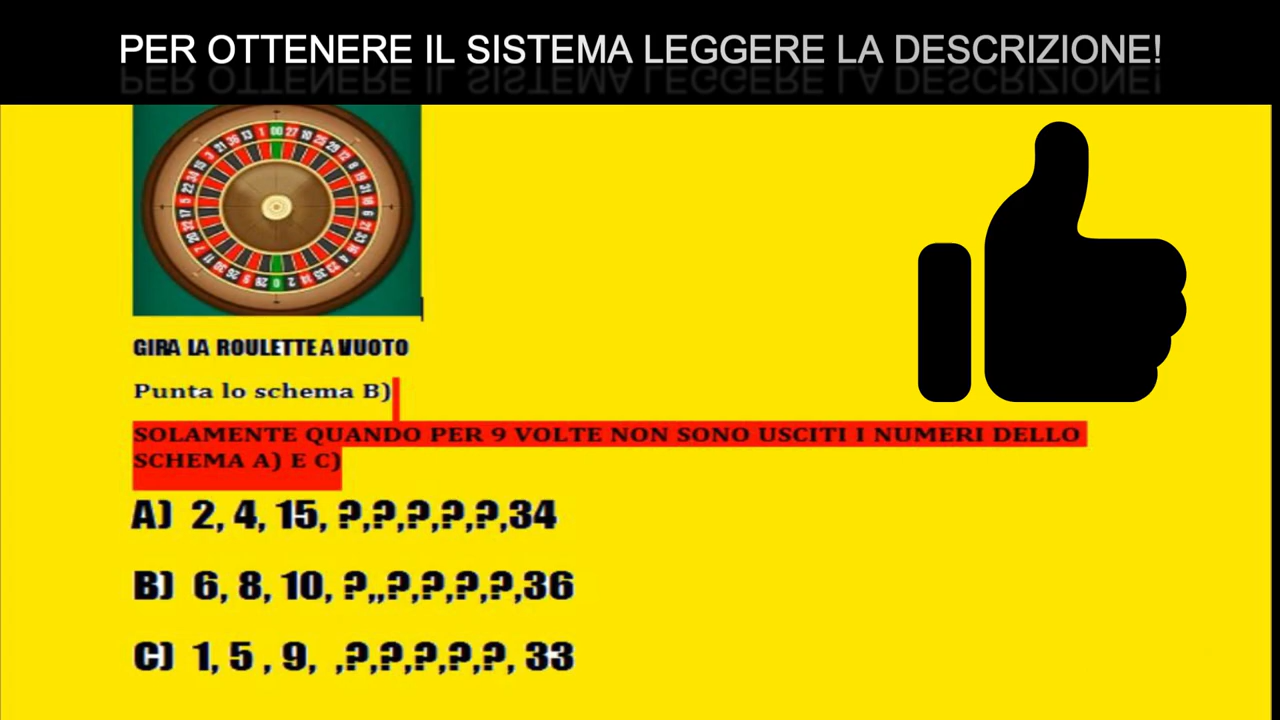 PER OTTENERE IL SISTEMA LEGGERE LA DESCRIZIONE!
GIRA LA ROULETTE A VUOTO
Punta lo schema B)
SOLAMENTE QUANDO PER 9 VOLTE NON SONO USCITI I NUMERI DELLO
SCHEMA A) E C)
A) 2, 4, 15, ?,?,?,?,?,34
B) 6, 8, 10, ?,,?,?,?,?,36
C) 1, 5 , 9,  ,?,?,?,?,?, 33